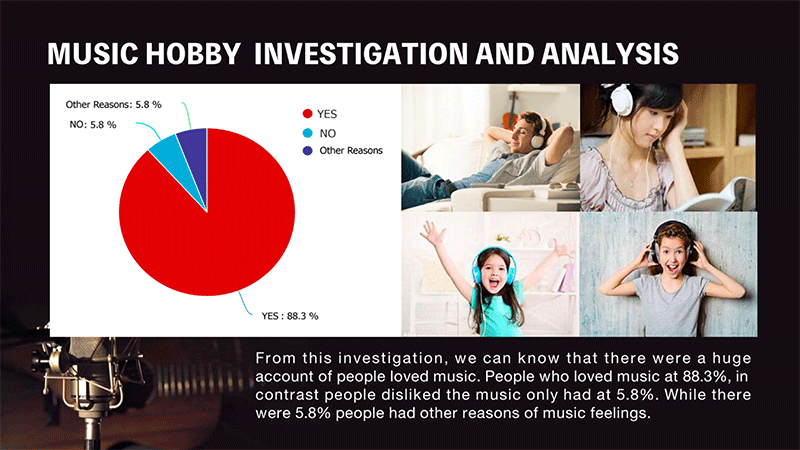 MUSIC HOBBY INVESTIGATION AND ANALYSIS
Other Reasons: 5.8 %
NO: 5.8 %
YES
NO
Other Reasons
YES : 88.3 %
From this investigation, we can know that there were a huge
account of people loved music. People who loved music at 88.3%, in
contrast people disliked the music only had at 5.8%. While there
were 5.8% people had other reasons of music feelings.